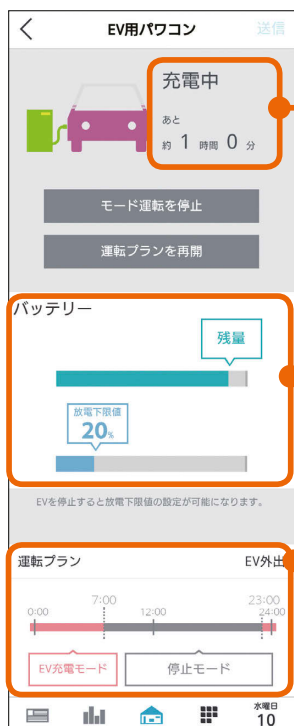 EV用パワコン 送信
充電中
あと
約 1 時間 0 分
モード運転を停止
運転プランを再開
バッテリー
残量
放電下限値
20%
EVを停止すると放電下限値の設定が可能になります。
運転プラン EV外出
7:00 23:00
0:00 12:00 24:00
EV充電モード 停止モード
水曜日
10